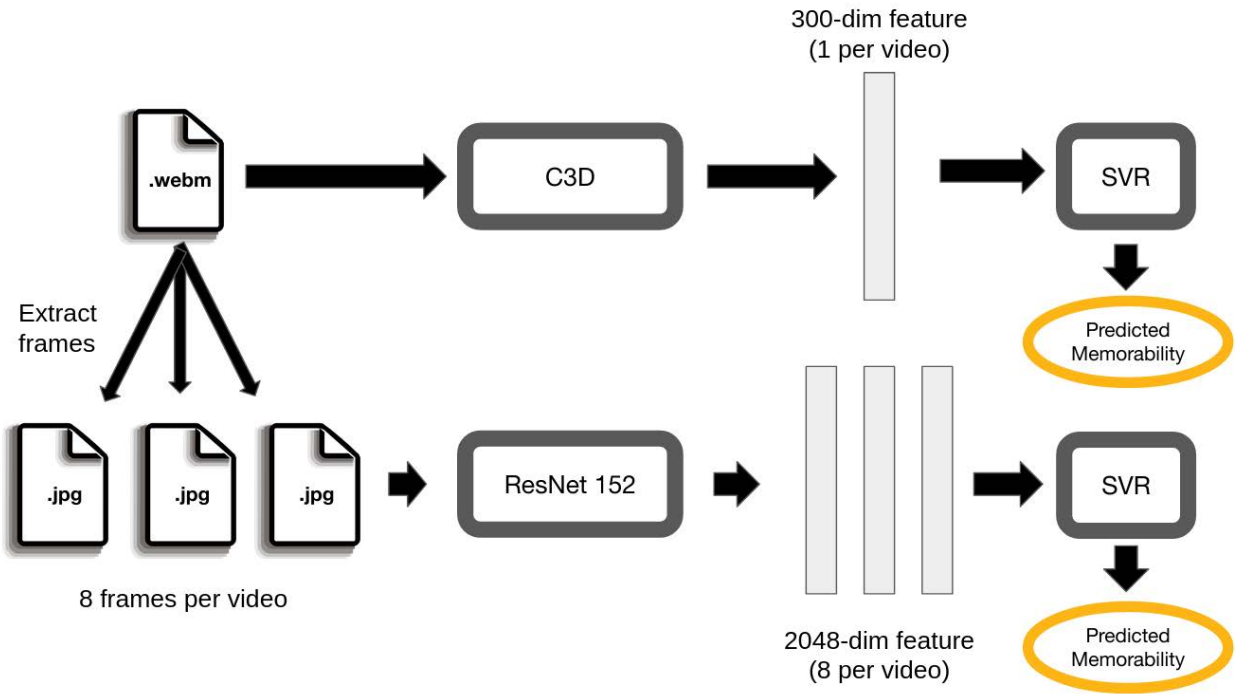 300-dim feature
(1 per video)
.webm
C3D
SVR
Predicted
Memorability
Extract
frames
.jpg
.jpg
.jpg
ResNet 152
SVR
8 frames per video
2048-dim feature
(8 per video)
Predicted
Memorability